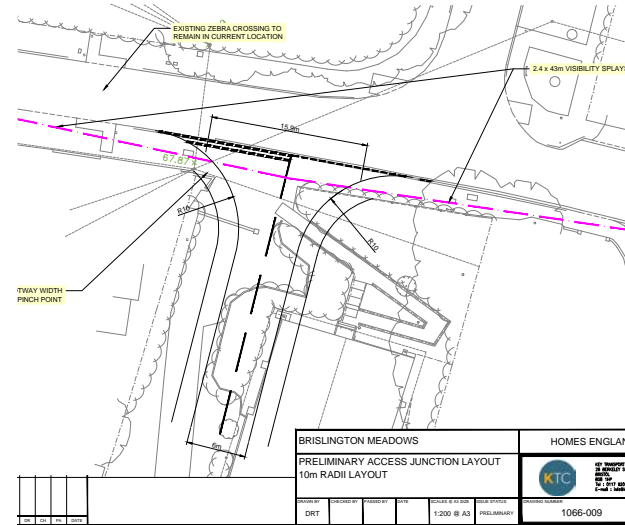 EXISTING ZEBRA CROSSING TO
REMAIN IN CURRENT LOCATION
2.4 x 43m VISIBILITY SPLAY
15.9m
67.87
R10
R10
TWAY WIDTH
PINCH POINT
6m
BRISLINGTON MEADOWS
HOMES ENGLAN
PRELIMINARY ACCESS JUNCTION LAYOUT
10m RADII LAYOUT
KTC
KEY TRANSPORT
BRISTOL
DRAWN BY
CHECKED BY
PASSED BY
DATE
SCALES @ A3 SIZE
ISSUE STATUS
DRAWING NUMBER
DRT
1:200 @ A3
PRELIMINARY
1066-009
DR
CH
PA
DATE